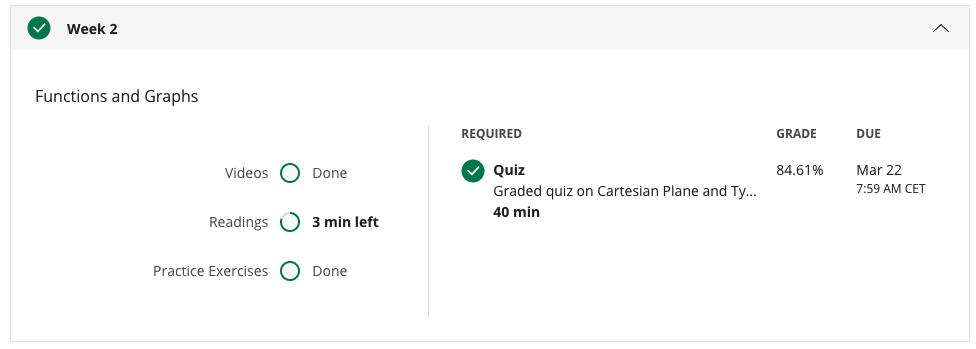 Week 2
Functions and Graphs
Videos Done
Readings 3 min left
Practice Exercises Done
REQUIRED GRADE DUE
Quiz 84.61% Mar 22
Graded quiz on Cartesian Plane and Ty... 7:59 AM CET
40 min